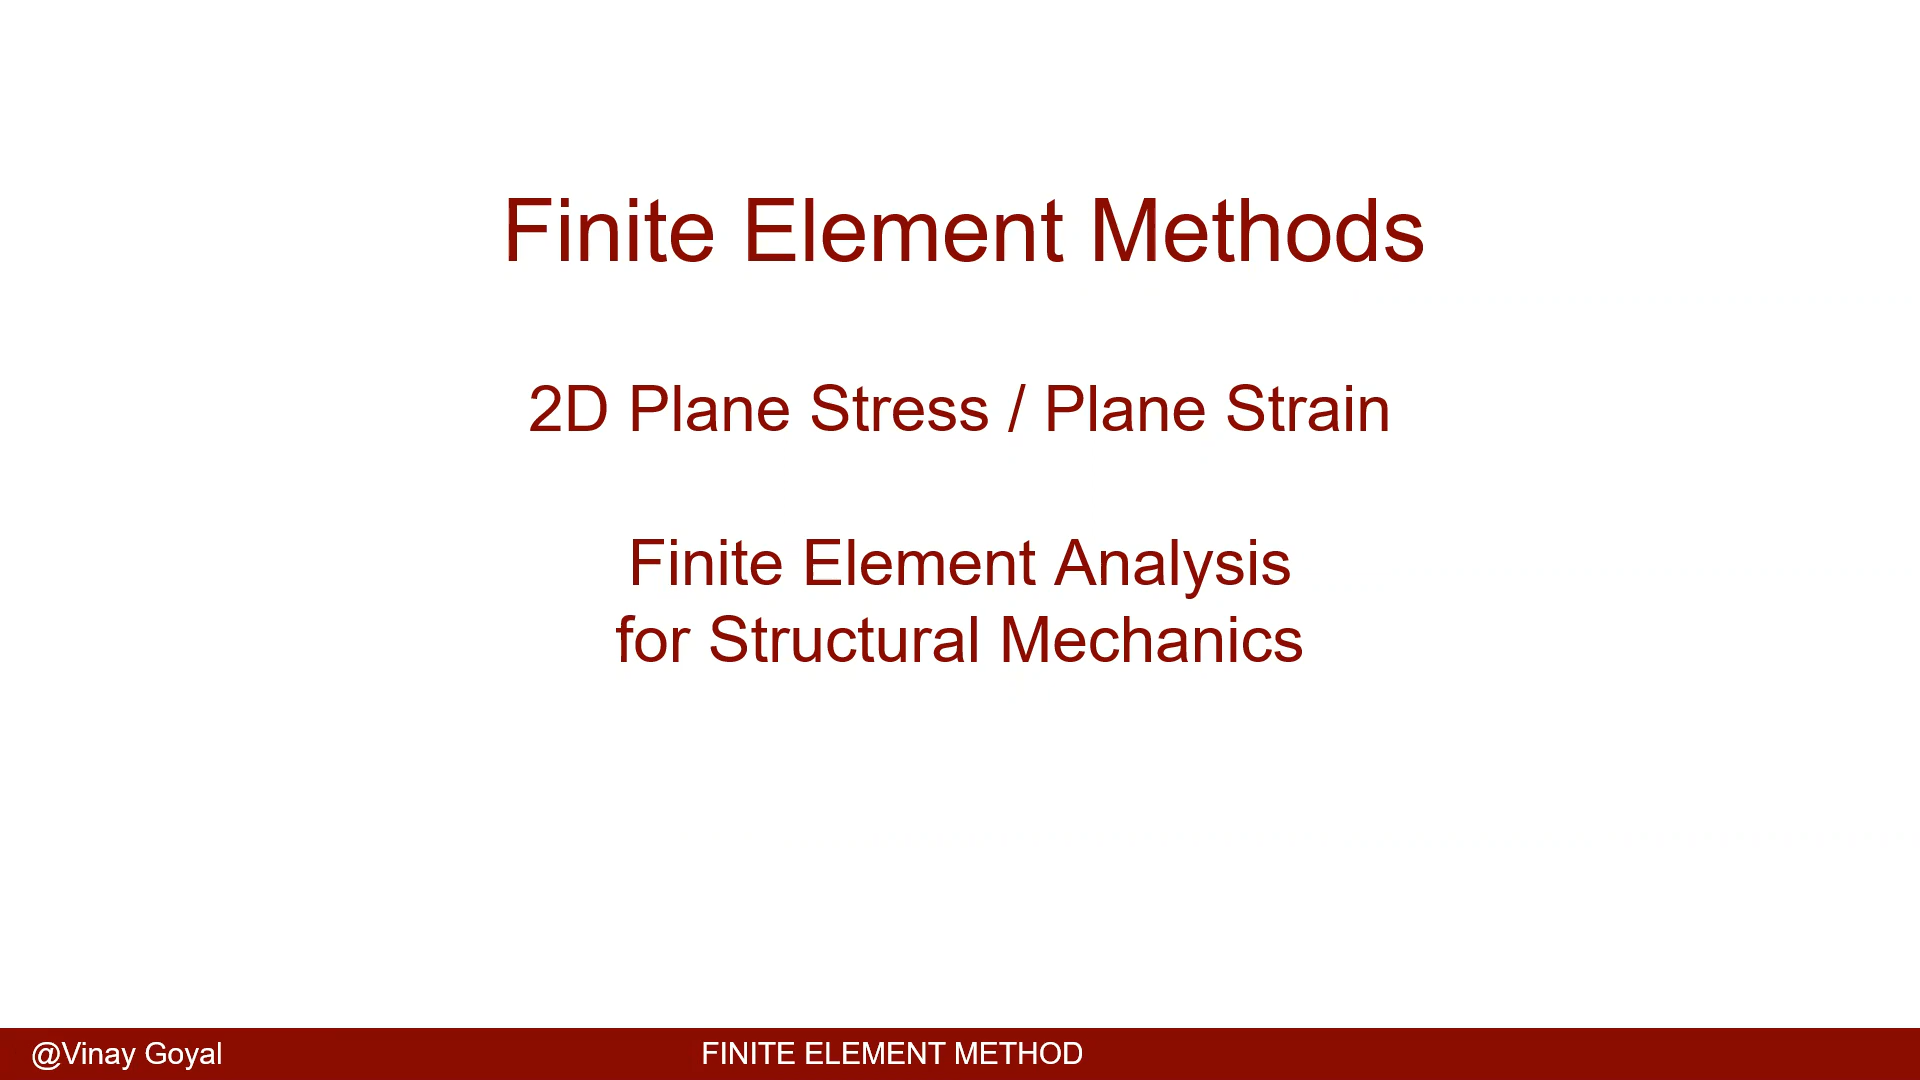 Finite Element Methods
2D Plane Stress / Plane Strain
Finite Element Analysis
for Structural Mechanics
@Vinay Goyal
FINITE ELEMENT METHOD